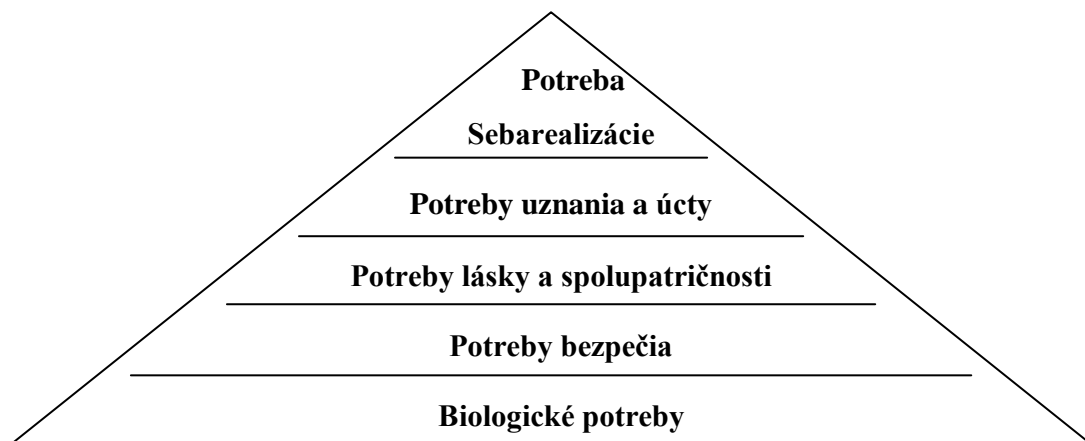 Potreba
Sebarealizácie
Potreby uznania a úcty
Potreby lásky a spolupatričnosti
Potreby bezpečia
Biologické potreby